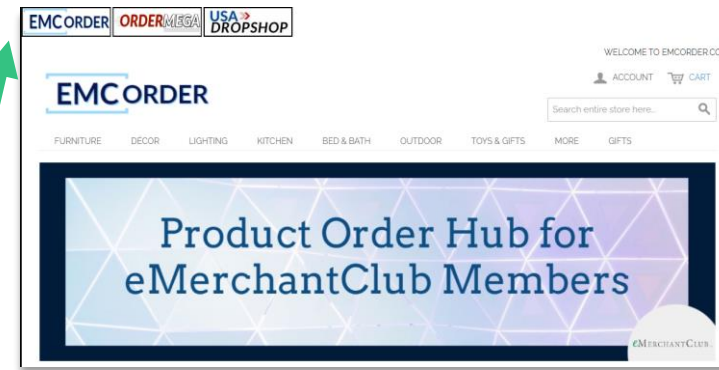 EMCORDER ORDERMEGA USA DROPSHOP
WELCOME TO EMCORDER.CO
ACCOUNT CART
EMCORDER
Search entire store here...
FURNITURE DÉCOR LIGHTING KITCHEN BED & BATH OUTDOOR TOYS & GIFTS MORE GIFTS
Product Order Hub for
eMerchantClub Members
eMerchantClub